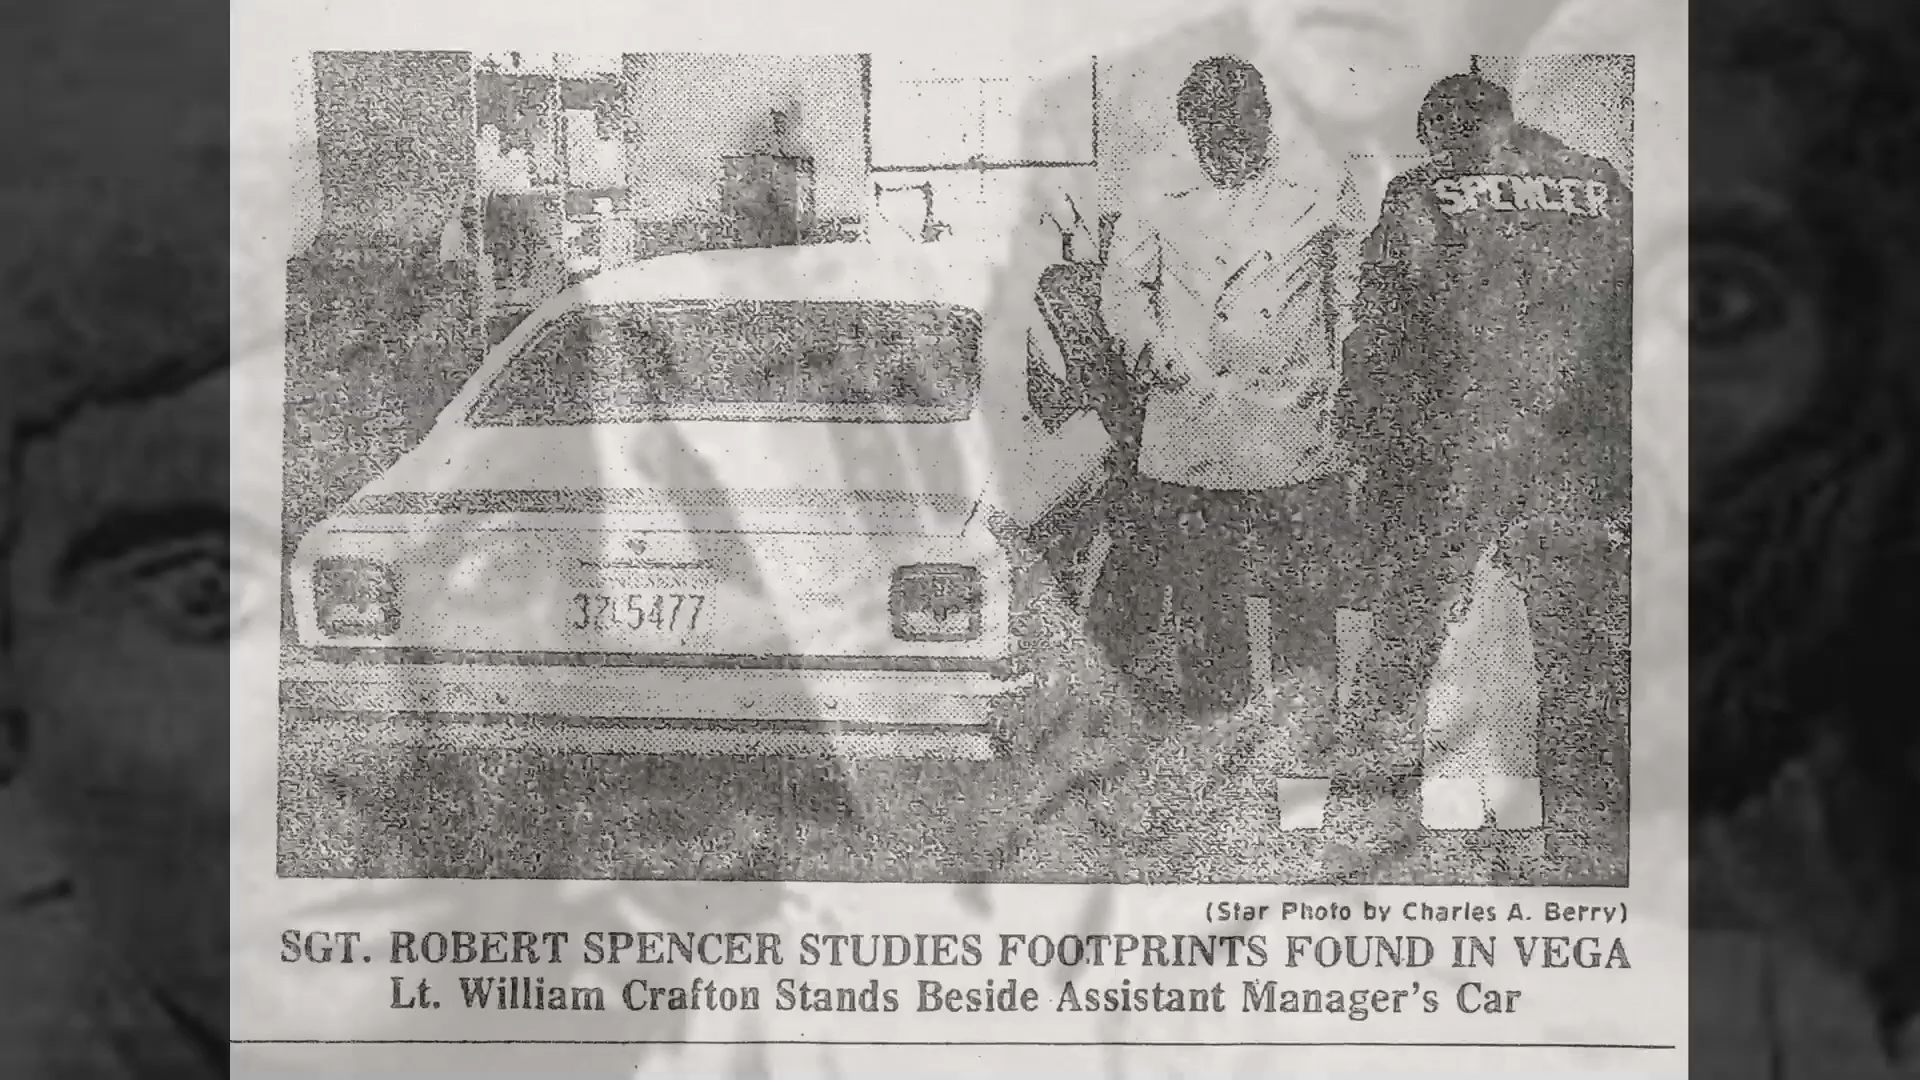 SPENCER
(Star Photo by Charles A. Berry)
SGT. ROBERT SPENCER STUDIES FOOTPRINTS FOUND IN VEGA
Lt. William Crafton Stands Beside Assistant Manager's Car